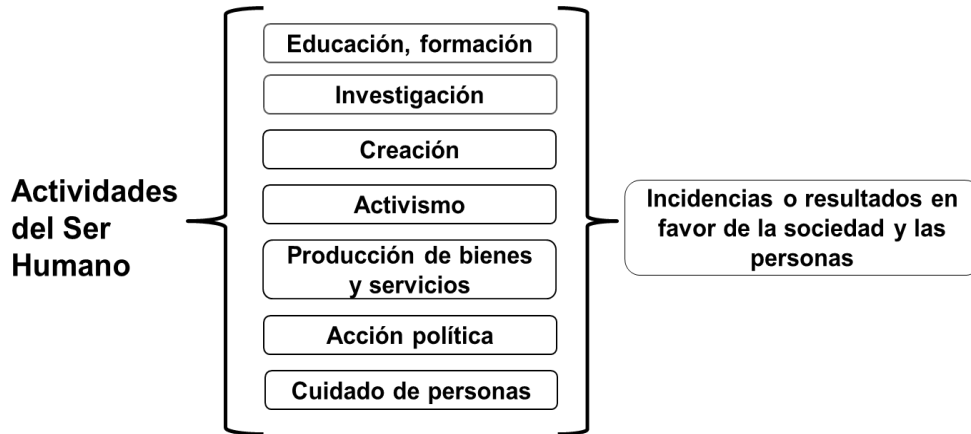 Actividades
del Ser
Humano
Educación, formación
Investigación
Creación
Activismo
Producción de bienes
y servicios
Acción política
Cuidado de personas
Incidencias o resultados en
favor de la sociedad y las
personas